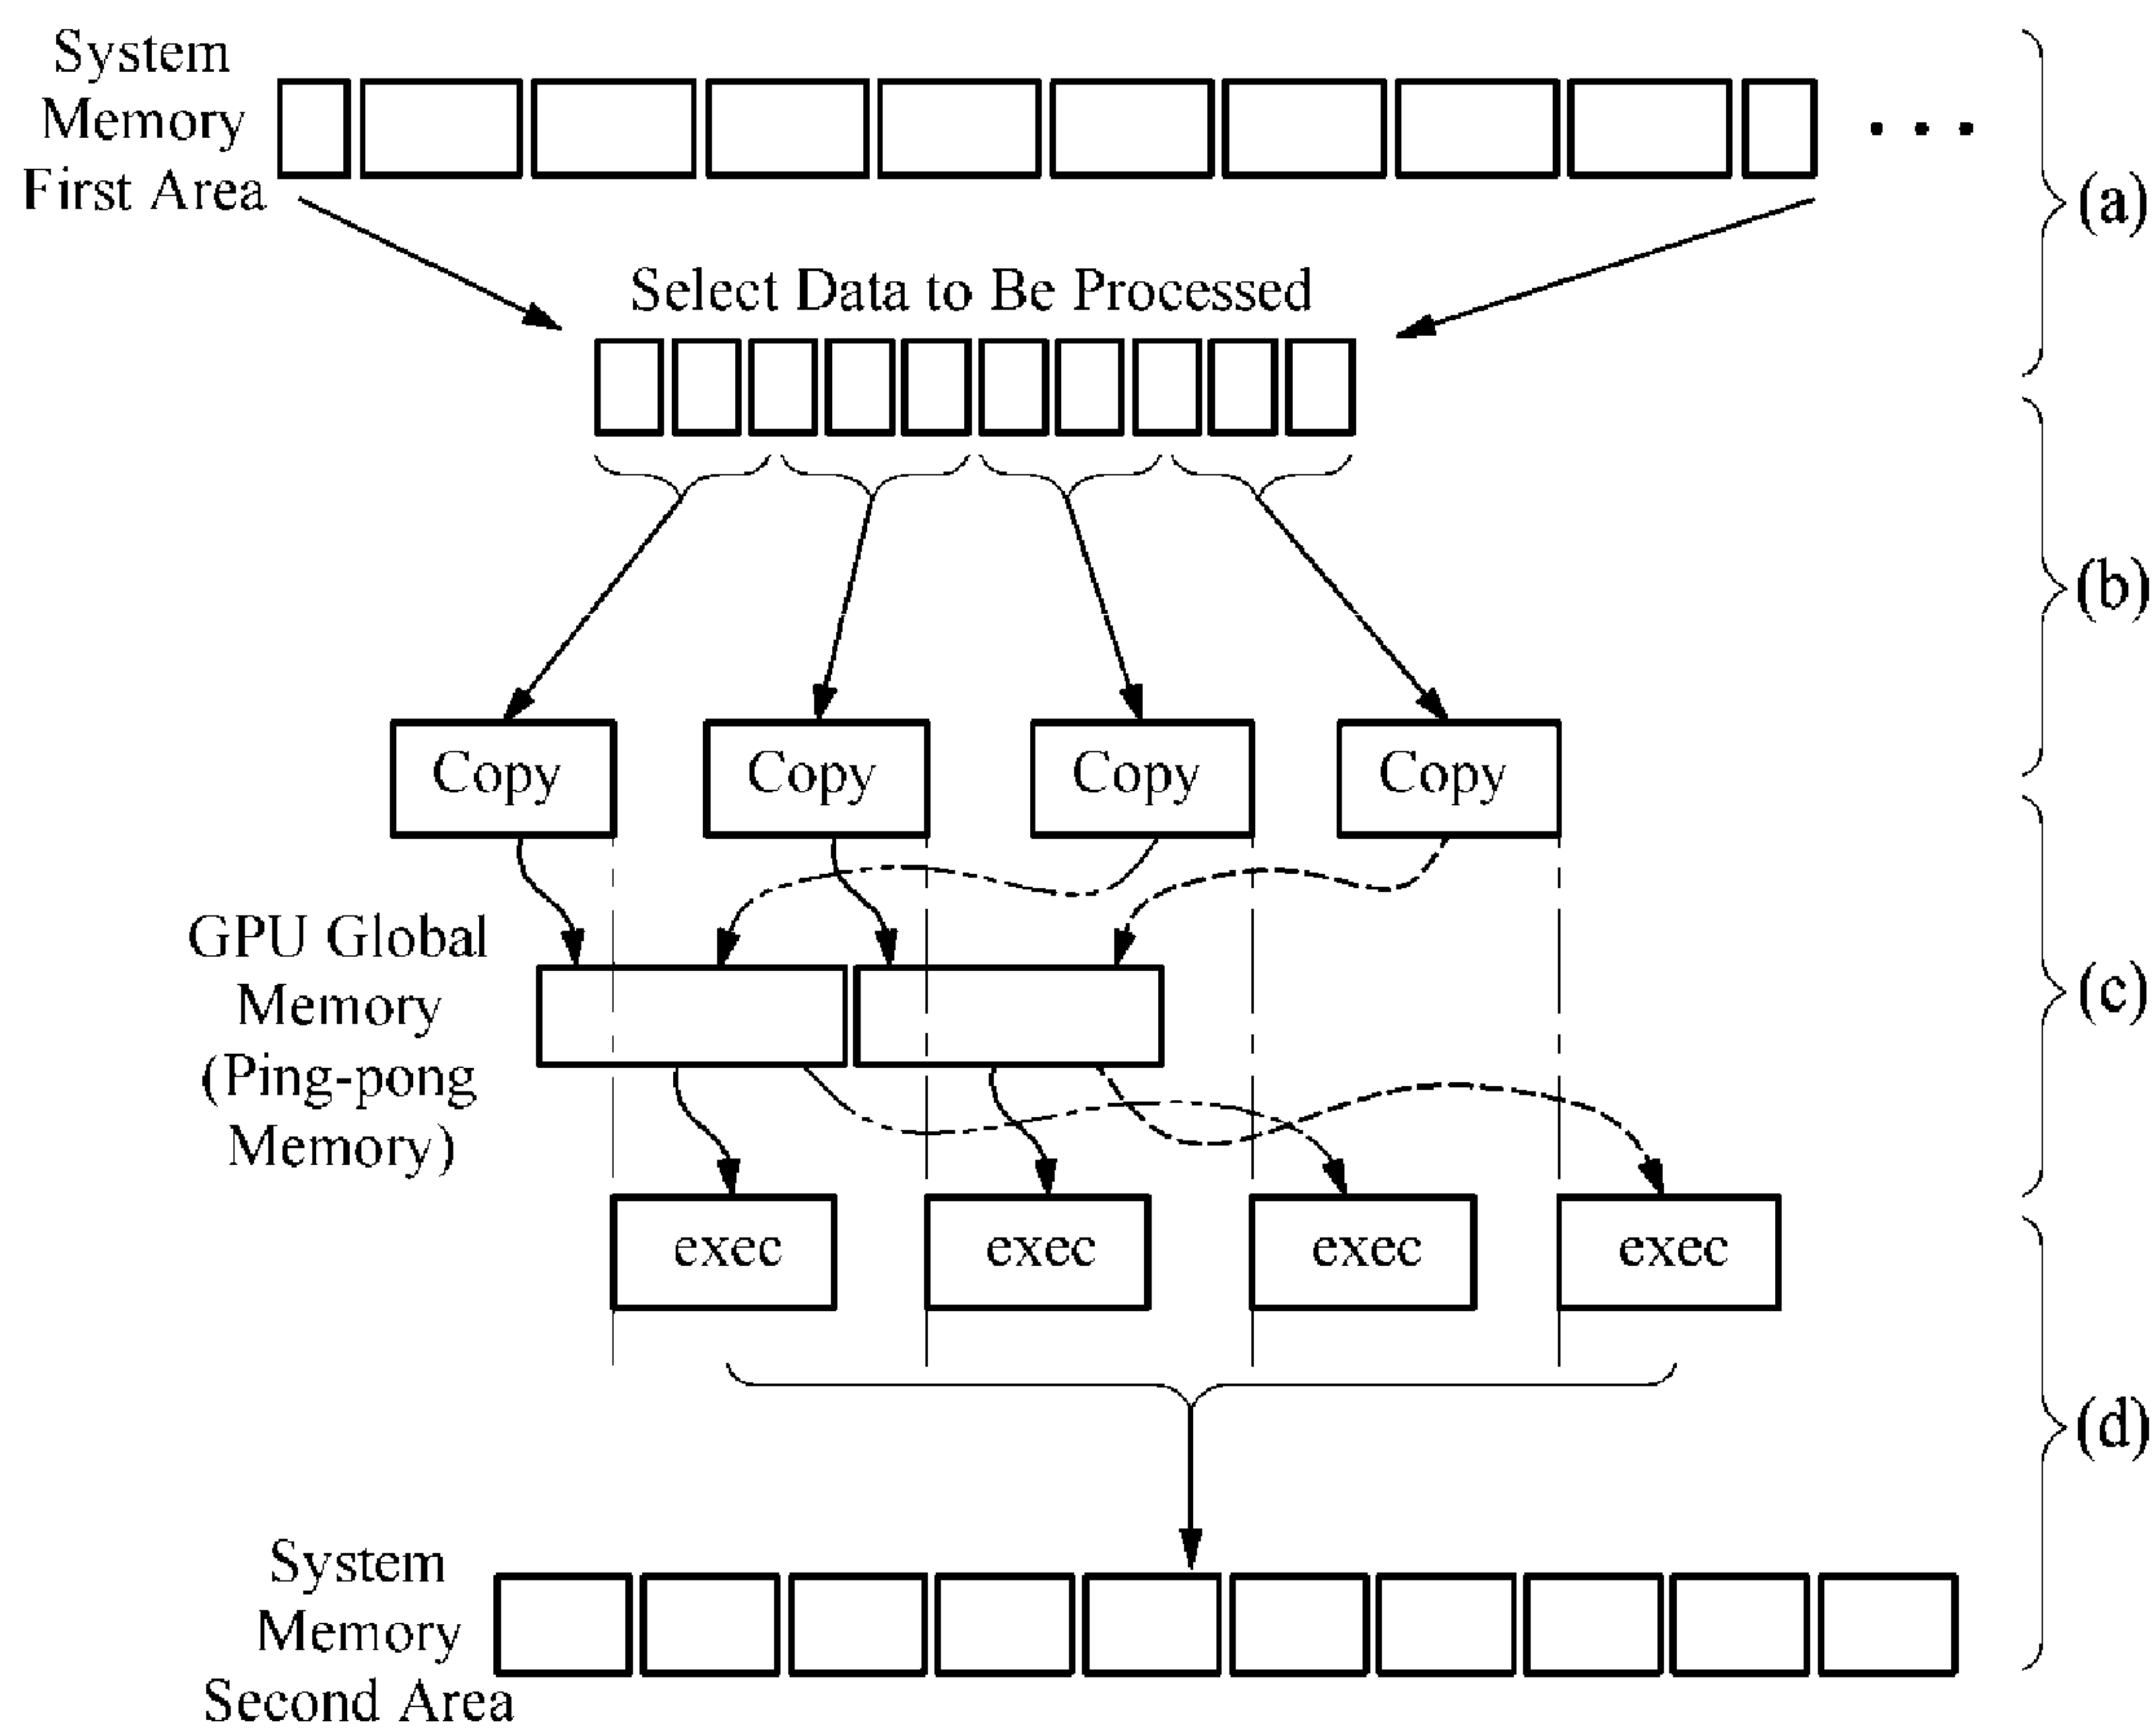 System
Memory
First Area
. . .
(a)
Select Data to Be Processed
(b)
Copy
Copy
Copy
Copy
GPU Global
Memory
(Ping-pong
Memory)
(c)
exec
exec
exec
exec
(d)
System
Memory
Second Area